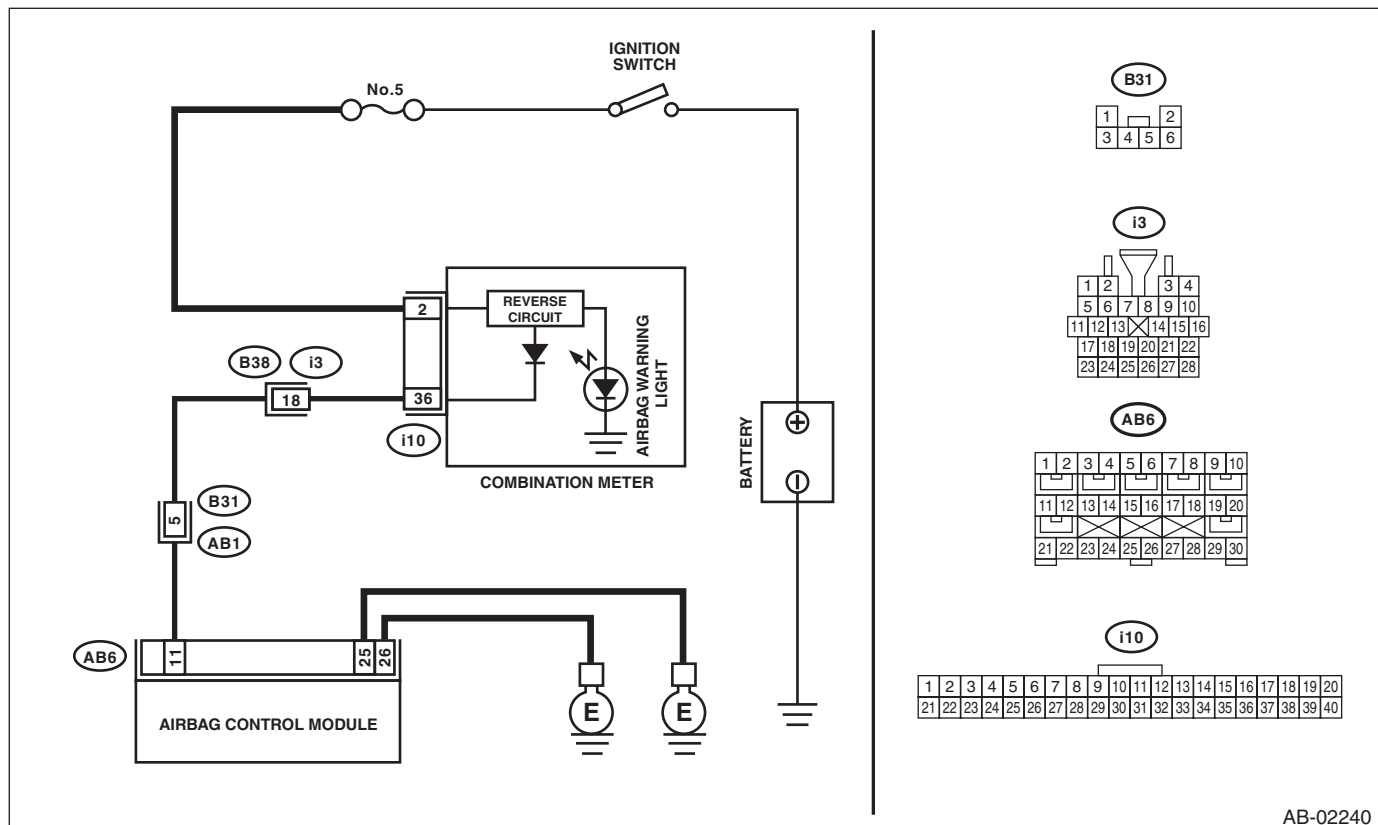 IGNITION
SWITCH
No.5
2
REVERSE
CIRCUIT
AIRBAG WARNING
LIGHT
B38
i3
18
36
i10
COMBINATION METER
BATTERY
+
−
5
B31
AB1
AB6
11
25
26
E
E
AIRBAG CONTROL MODULE
B31
1 2
3 4 5 6
i3
1 2 3 4
5 6 7 8 9 10
11 12 13 14 15 16
17 18 19 20 21 22
23 24 25 26 27 28
AB6
1 2 3 4 5 6 7 8 9 10
11 12 13 14 15 16 17 18 19 20
21 22 23 24 25 26 27 28 29 30
i10
1 2 3 4 5 6 7 8 9 10 11 12 13 14 15 16 17 18 19 20
21 22 23 24 25 26 27 28 29 30 31 32 33 34 35 36 37 38 39 40
AB-02240